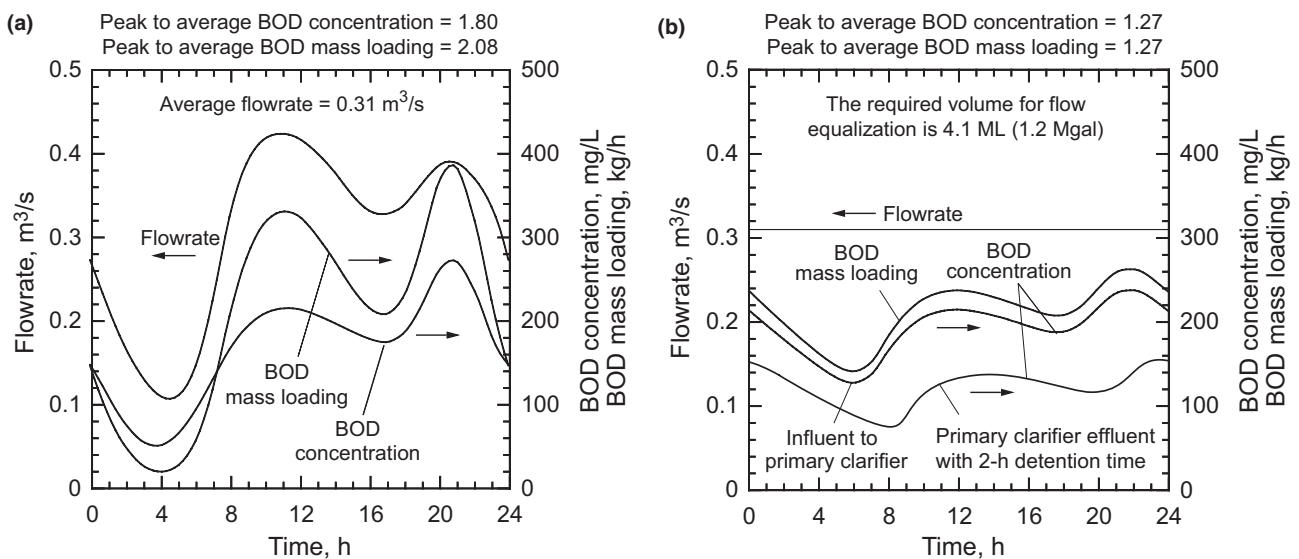 (a)
Peak to average BOD concentration = 1.80
Peak to average BOD mass loading = 2.08
0.5
0.4
0.3
0.2
0.1
0
Flowrate, m³/s
500
400
300
200
100
0
BOD concentration, mg/L
BOD mass loading, kg/h
Average flowrate = 0.31 m³/s
Flowrate
BOD
mass loading
BOD
concentration
0 4 8 12 16 20 24
Time, h
(b)
Peak to average BOD concentration = 1.27
Peak to average BOD mass loading = 1.27
0.5
0.4
0.3
0.2
0.1
0
Flowrate, m³/s
500
400
300
200
100
0
BOD concentration, mg/L
BOD mass loading, kg/h
The required volume for flow
equalization is 4.1 ML (1.2 Mgal)
Flowrate
BOD
mass loading
BOD
concentration
Influent to
primary clarifier
Primary clarifier effluent
with 2-h detention time
0 4 8 12 16 20 24
Time, h